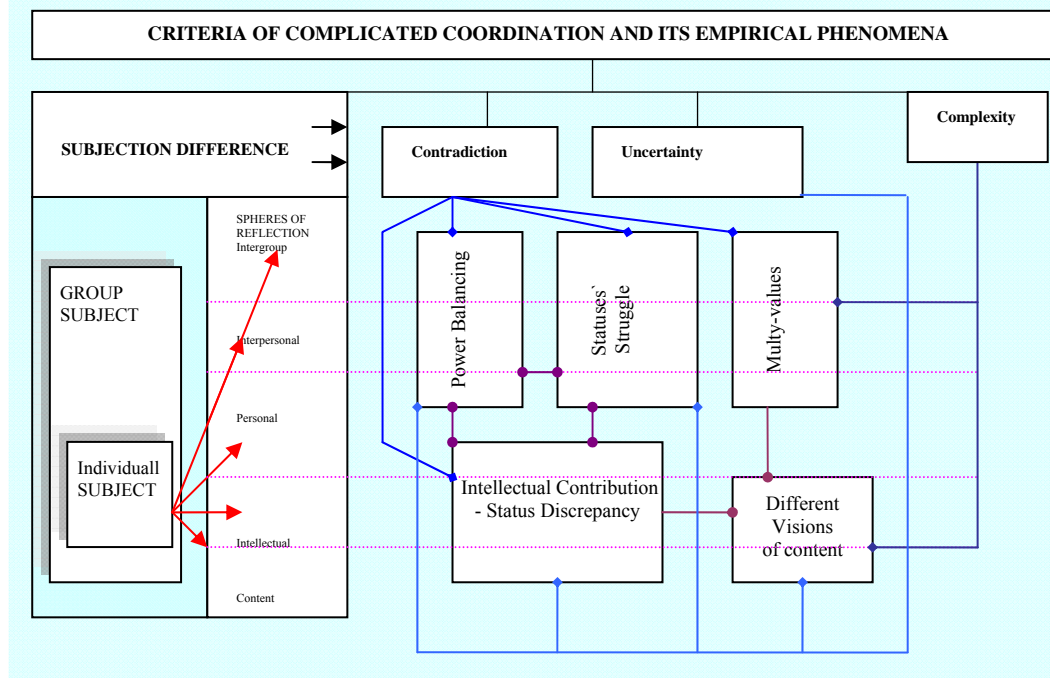 CRITERIA OF COMPLICATED COORDINATION AND ITS EMPIRICAL PHENOMENA
SUBJECTION DIFFERENCE
Contradiction
Uncertainty
Complexity
SPHERES OF
REFLECTION
Intergroup
Interpersonal
Personal
Intellectual
Content
GROUP
SUBJECT
Individuall
SUBJECT
Power Balancing
Statuses`
Struggle
Multy-values
Intellectual Contribution
- Status Discrepancy
Different
Visions
of content